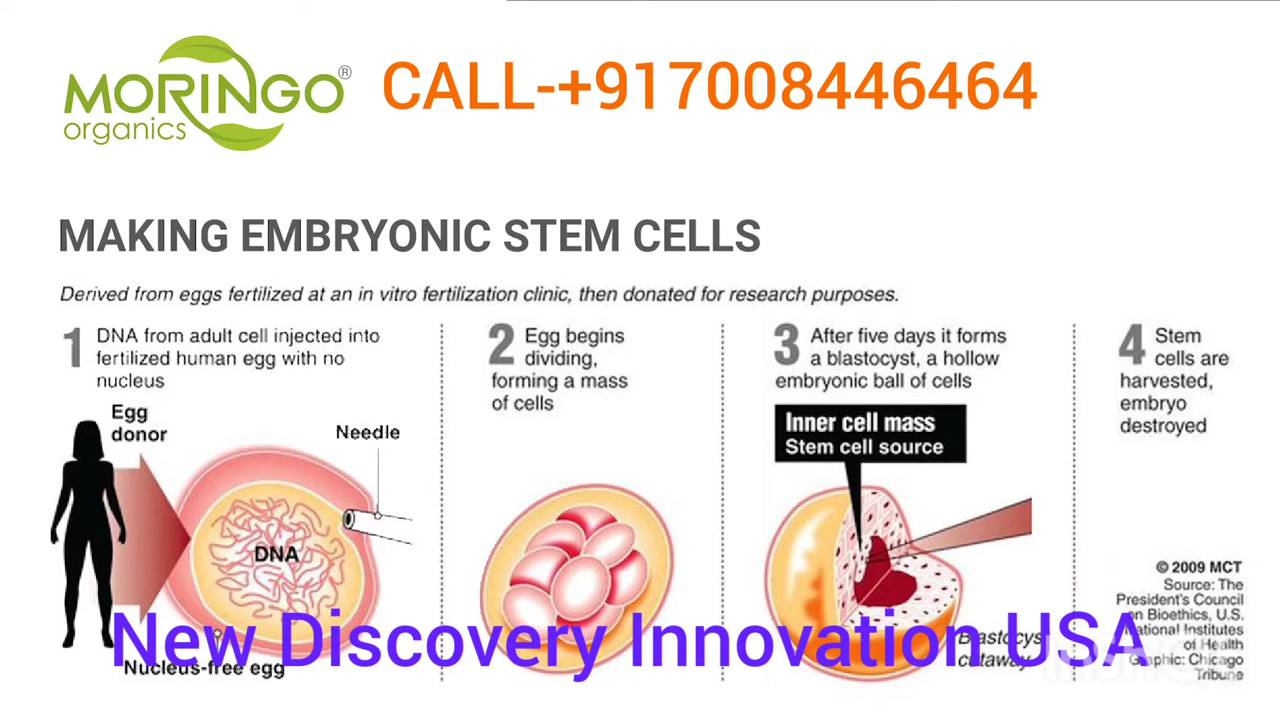 MORINGO®
organics
CALL-+917008446464
MAKING EMBRYONIC STEM CELLS
Derived from eggs fertilized at an in vitro fertilization clinic, then donated for research purposes.
1
DNA from adult cell injected into
fertilized human egg with no
nucleus
Egg
donor
Needle
DNA
Nucleus-free egg
2
Egg begins
dividing,
forming a mass
of cells
3
After five days it forms
a blastocyst, a hollow
embryonic ball of cells
Inner cell mass
Stem cell source
cutaway
4
Stem
cells are
harvested,
embryo
destroyed
© 2009 MCT
Source: The
President's Council
on Bioethics, U.S.
National Institutes
of Health
Graphic: Chicago
Tribune
New Discovery Innovation USA